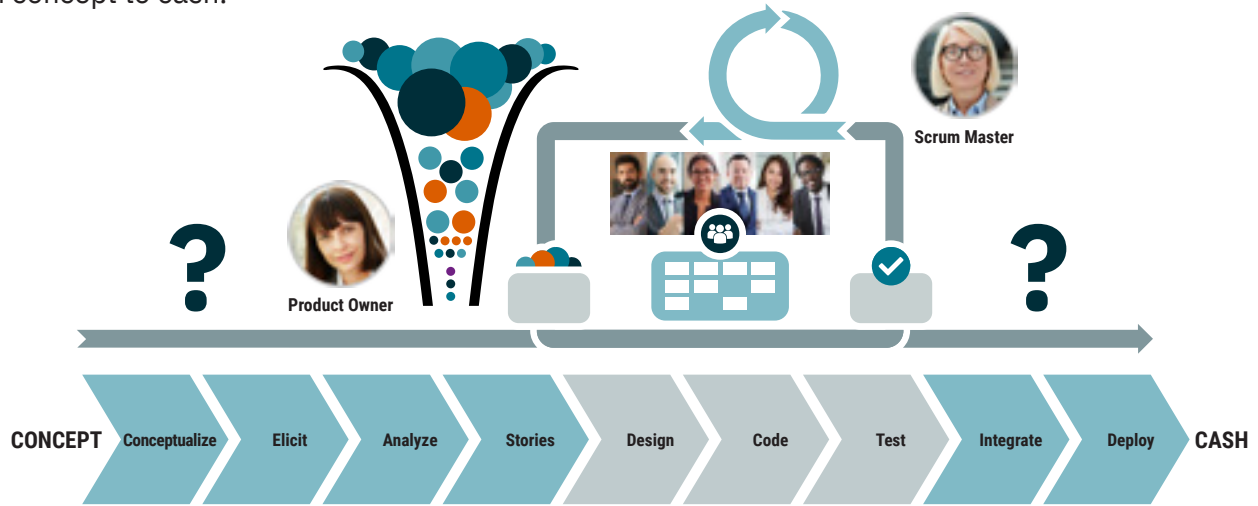 concept to cash.
Scrum Master
?
?
Product Owner
CONCEPT
Conceptualize
Elicit
Analyze
Stories
Design
Code
Test
Integrate
Deploy
CASH